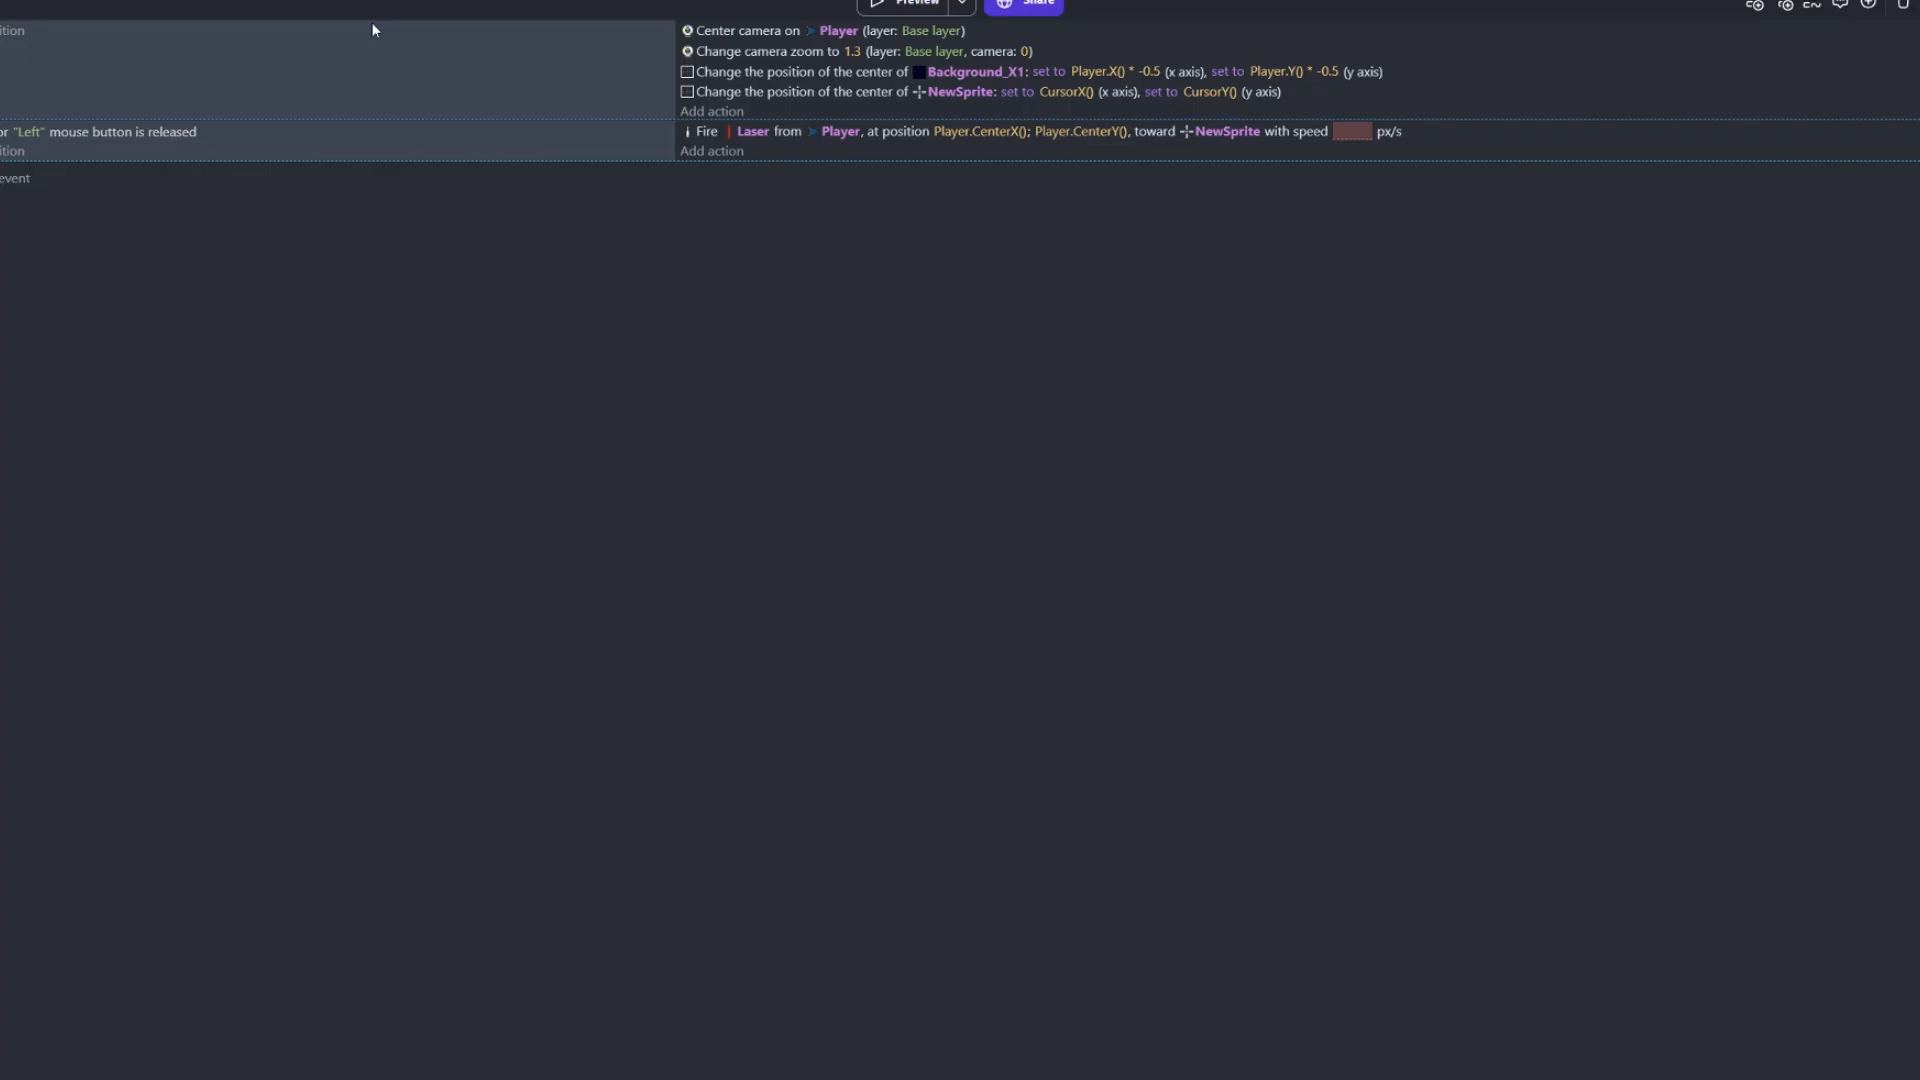 Preview
Share
ition
Center camera on Player (layer: Base layer)
Change camera zoom to 1.3 (layer: Base layer, camera: 0)
Change the position of the center of Background_X1: set to Player.X() * -0.5 (x axis), set to Player.Y() * -0.5 (y axis)
Change the position of the center of NewSprite: set to CursorX() (x axis), set to CursorY() (y axis)
Add action
or "Left" mouse button is released
ition
Fire Laser from Player, at position Player.CenterX(); Player.CenterY(), toward NewSprite with speed px/s
Add action
event